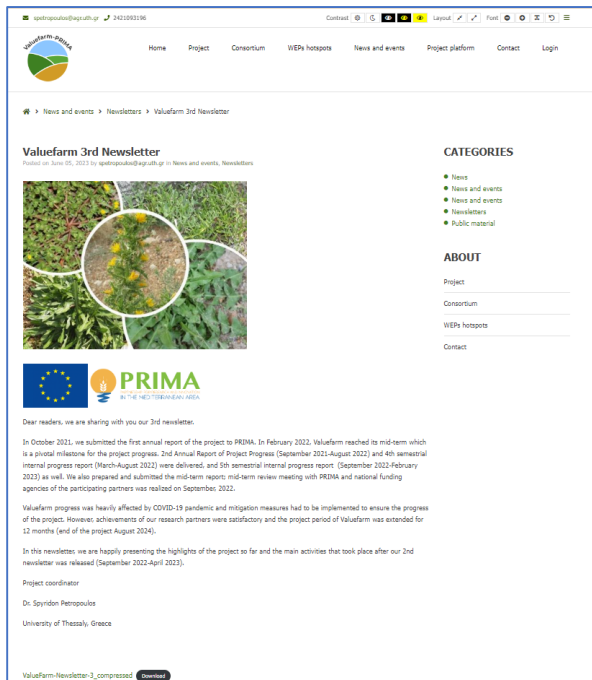 spetropoulos@agr.uth.gr 2421093196
Contrast Layout Font
Valuefarm-PRIMA
Home Project Consortium WEPs hotspots News and events Project platform Contact Login
News and events > Newsletters > Valuefarm 3rd Newsletter
Valuefarm 3rd Newsletter
Posted on June 05, 2023 by spetropoulos@agr.uth.gr in News and events, Newsletters
PRIMA
IN THE MEDITERRANEAN AREA
Dear readers, we are sharing with you our 3rd newsletter.
In October 2021, we submitted the first annual report of the project to PRIMA. In February 2022, Valuefarm reached its mid-term which
is a pivotal milestone for the project progress. 2nd Annual Report of Project Progress (September 2021-August 2022) and 4th semestrial
internal progress report (March-August 2022) were delivered, and 5th semestrial internal progress report (September 2022-February
2023) as well. We also prepared and submitted the mid-term report; mid-term review meeting with PRIMA and national funding
agencies of the participating partners was realized on September, 2022.
Valuefarm progress was heavily affected by COVID-19 pandemic and mitigation measures had to be implemented to ensure the progress
of the project. However, achievements of our research partners were satisfactory and the project period of Valuefarm was extended for
12 months (end of the project August 2024).
In this newsletter we are happily presenting the highlights of the project so far and the main activities that took place after our 2nd
newsletter was released (September 2022-April 2023).
Project coordinator
Dr. Spyridon Petropoulos
University of Thessaly, Greece
ValueFarm-Newsletter-3_compressed Download
CATEGORIES
News
News and events
News and events
Newsletters
Public material
ABOUT
Project
Consortium
WEPs hotspots
Contact